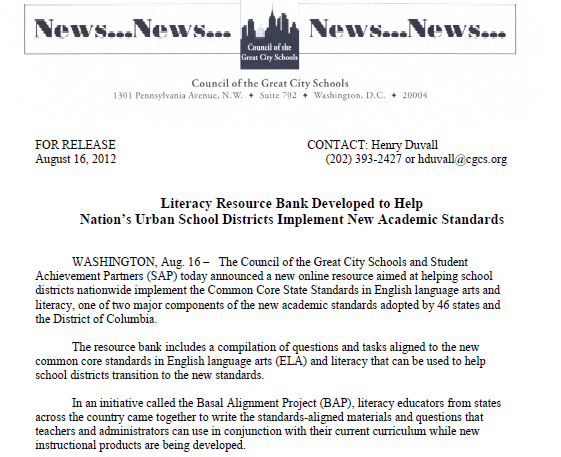 News...News... News...News...
Council of the
Great City Schools
Council of the Great City Schools
1301 Pennsylvania Avenue, N.W. ✦ Suite 702 ✦ Washington, D.C. ✦ 20004
FOR RELEASE CONTACT: Henry Duvall
August 16, 2012 (202) 393-2427 or hduvall@cgcs.org
Literacy Resource Bank Developed to Help
Nation's Urban School Districts Implement New Academic Standards
WASHINGTON, Aug. 16 – The Council of the Great City Schools and Student
Achievement Partners (SAP) today announced a new online resource aimed at helping school
districts nationwide implement the Common Core State Standards in English language arts and
literacy, one of two major components of the new academic standards adopted by 46 states and
the District of Columbia.
The resource bank includes a compilation of questions and tasks aligned to the new
common core standards in English language arts (ELA) and literacy that can be used to help
school districts transition to the new standards.
In an initiative called the Basal Alignment Project (BAP), literacy educators from states
across the country came together to write the standards-aligned materials and questions that
teachers and administrators can use in conjunction with their current curriculum while new
instructional products are being developed.